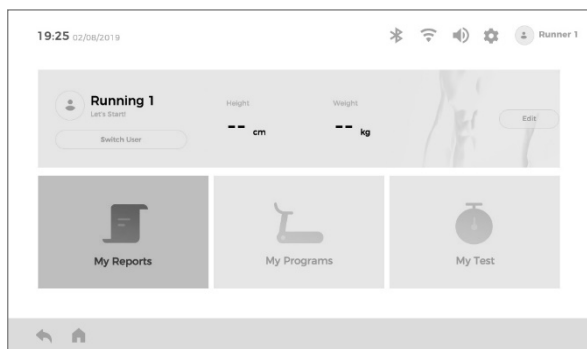 19:25 02/08/2019
Runner 1
Running 1
Let's Start!
Switch User
Height
-- cm
Weight
-- kg
Edit
My Reports
My Programs
My Test